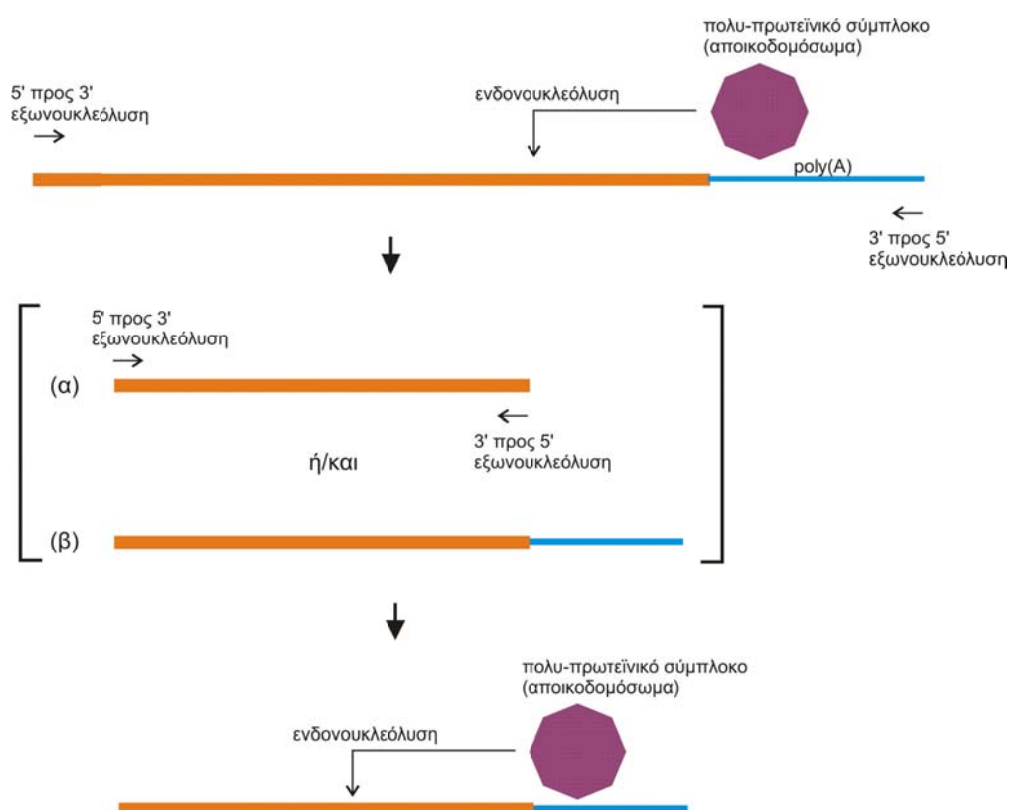 πολυ-πρωτεϊνικό σύμπλοκο
(αποικοδομόσωμα)
5' προς 3'
εξωνουκλεόλυση
ενδονουκλεόλυση
poly(A)
3' προς 5'
εξωνουκλεόλυση
5' προς 3'
εξωνουκλεόλυση
(α)
3' προς 5'
εξωνουκλεόλυση
ή/και
(β)
πολυ-πρωτεϊνικό σύμπλοκο
(αποικοδομόσωμα)
ενδονουκλεόλυση